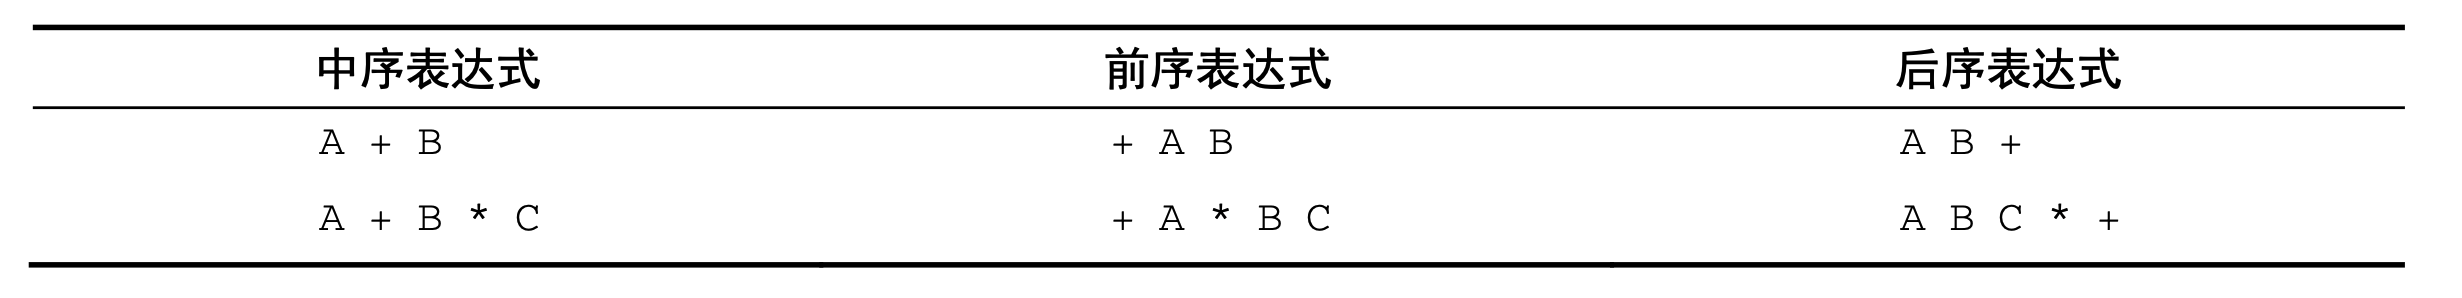 中序表达式 前序表达式 后序表达式
A + B + A B A B +
A + B * C + A * B C A B C * +